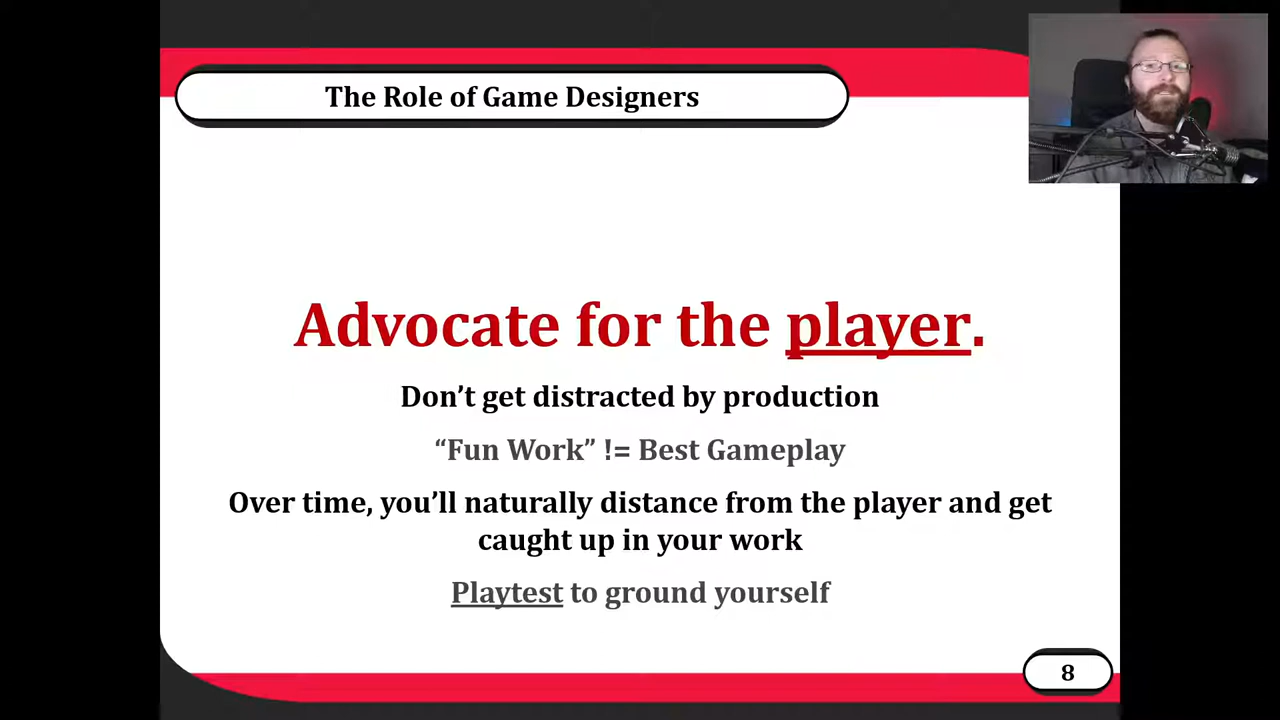 The Role of Game Designers
Advocate for the player.
Don’t get distracted by production
“Fun Work” != Best Gameplay
Over time, you’ll naturally distance from the player and get
caught up in your work
Playtest to ground yourself
8